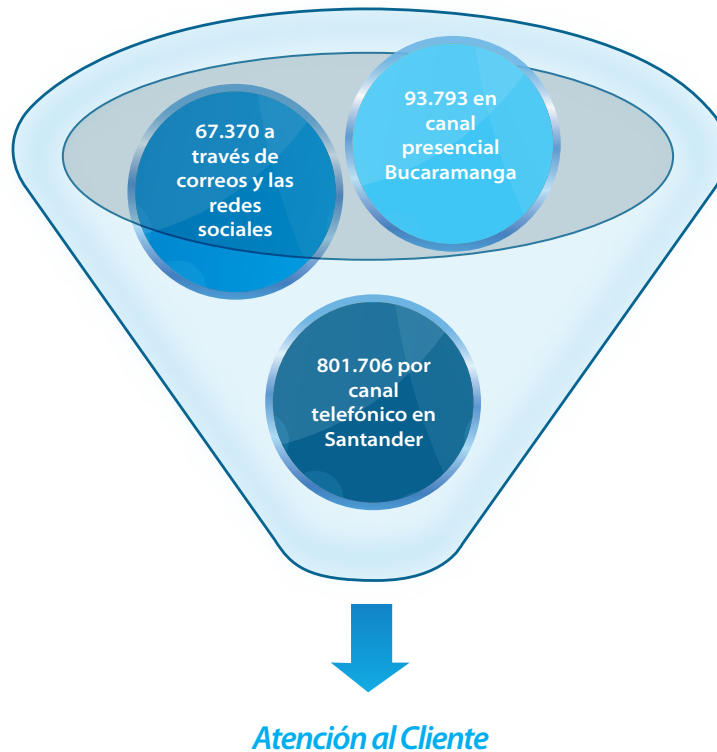 67.370 a
través de
correos y las
redes
sociales
93.793 en
canal
presencial
Bucaramanga
801.706 por
canal
telefónico en
Santander
Atención al Cliente